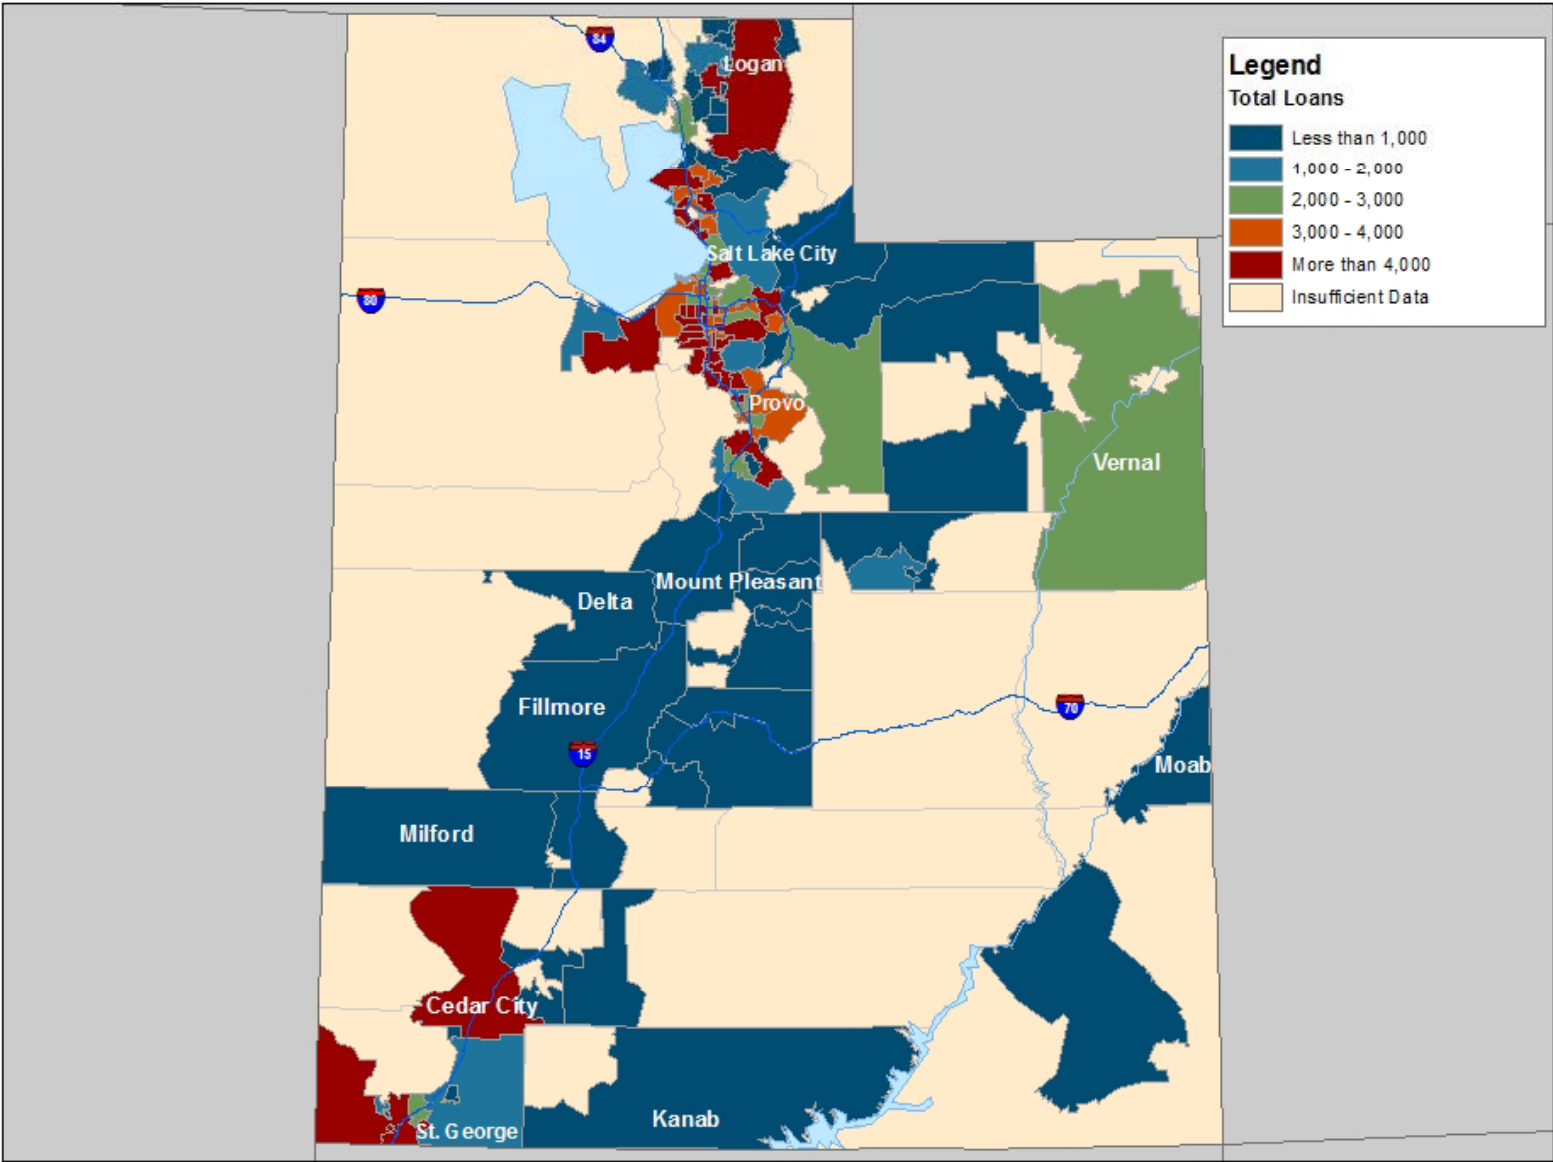 84
Logan
Legend
Total Loans
Less than 1,000
1,000 - 2,000
2,000 - 3,000
3,000 - 4,000
More than 4,000
Insufficient Data
Salt Lake City
80
Provo
Vernal
Mount Pleasant
Delta
Fillmore
70
15
Moab
Milford
Cedar City
Kanab
St. George